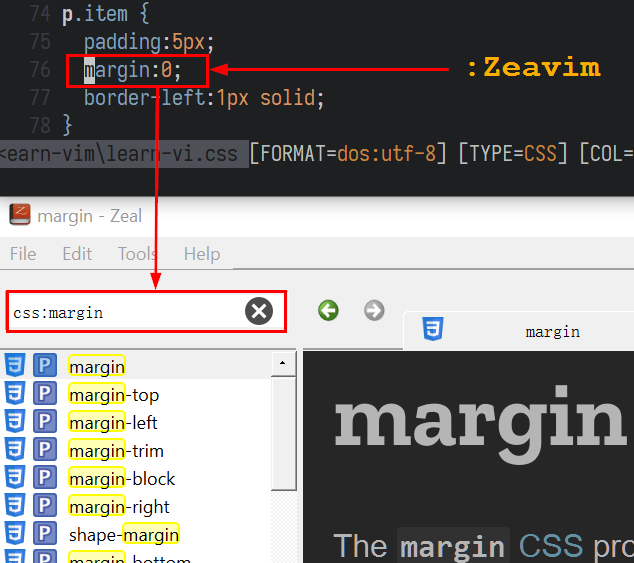 74 p.item {
75 padding:5px;
76 margin:0;
:Zeavim
77 border-left:1px solid;
78 }
<earn-vim\learn-vi.css [FORMAT=dos:utf-8] [TYPE=CSS] [COL=
margin - Zeal
File Edit Tools Help
css:margin
margin
P margin
P margin-top
P margin-left
P margin-trim
P margin-block
P margin-right
P shape-margin
P margin-bottom
margin
The margin CSS pro